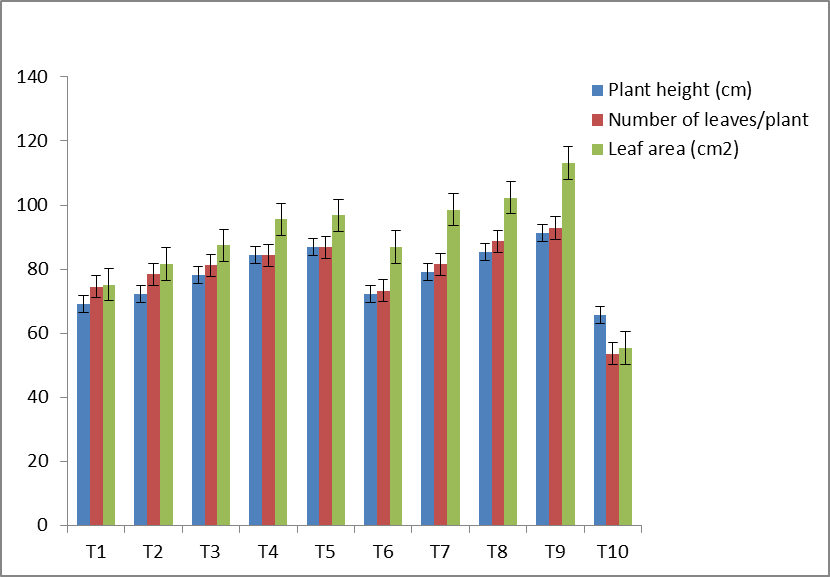 140
120
100
80
60
40
20
0
Plant height (cm)
Number of leaves/plant
Leaf area (cm2)
T1 T2 T3 T4 T5 T6 T7 T8 T9 T10